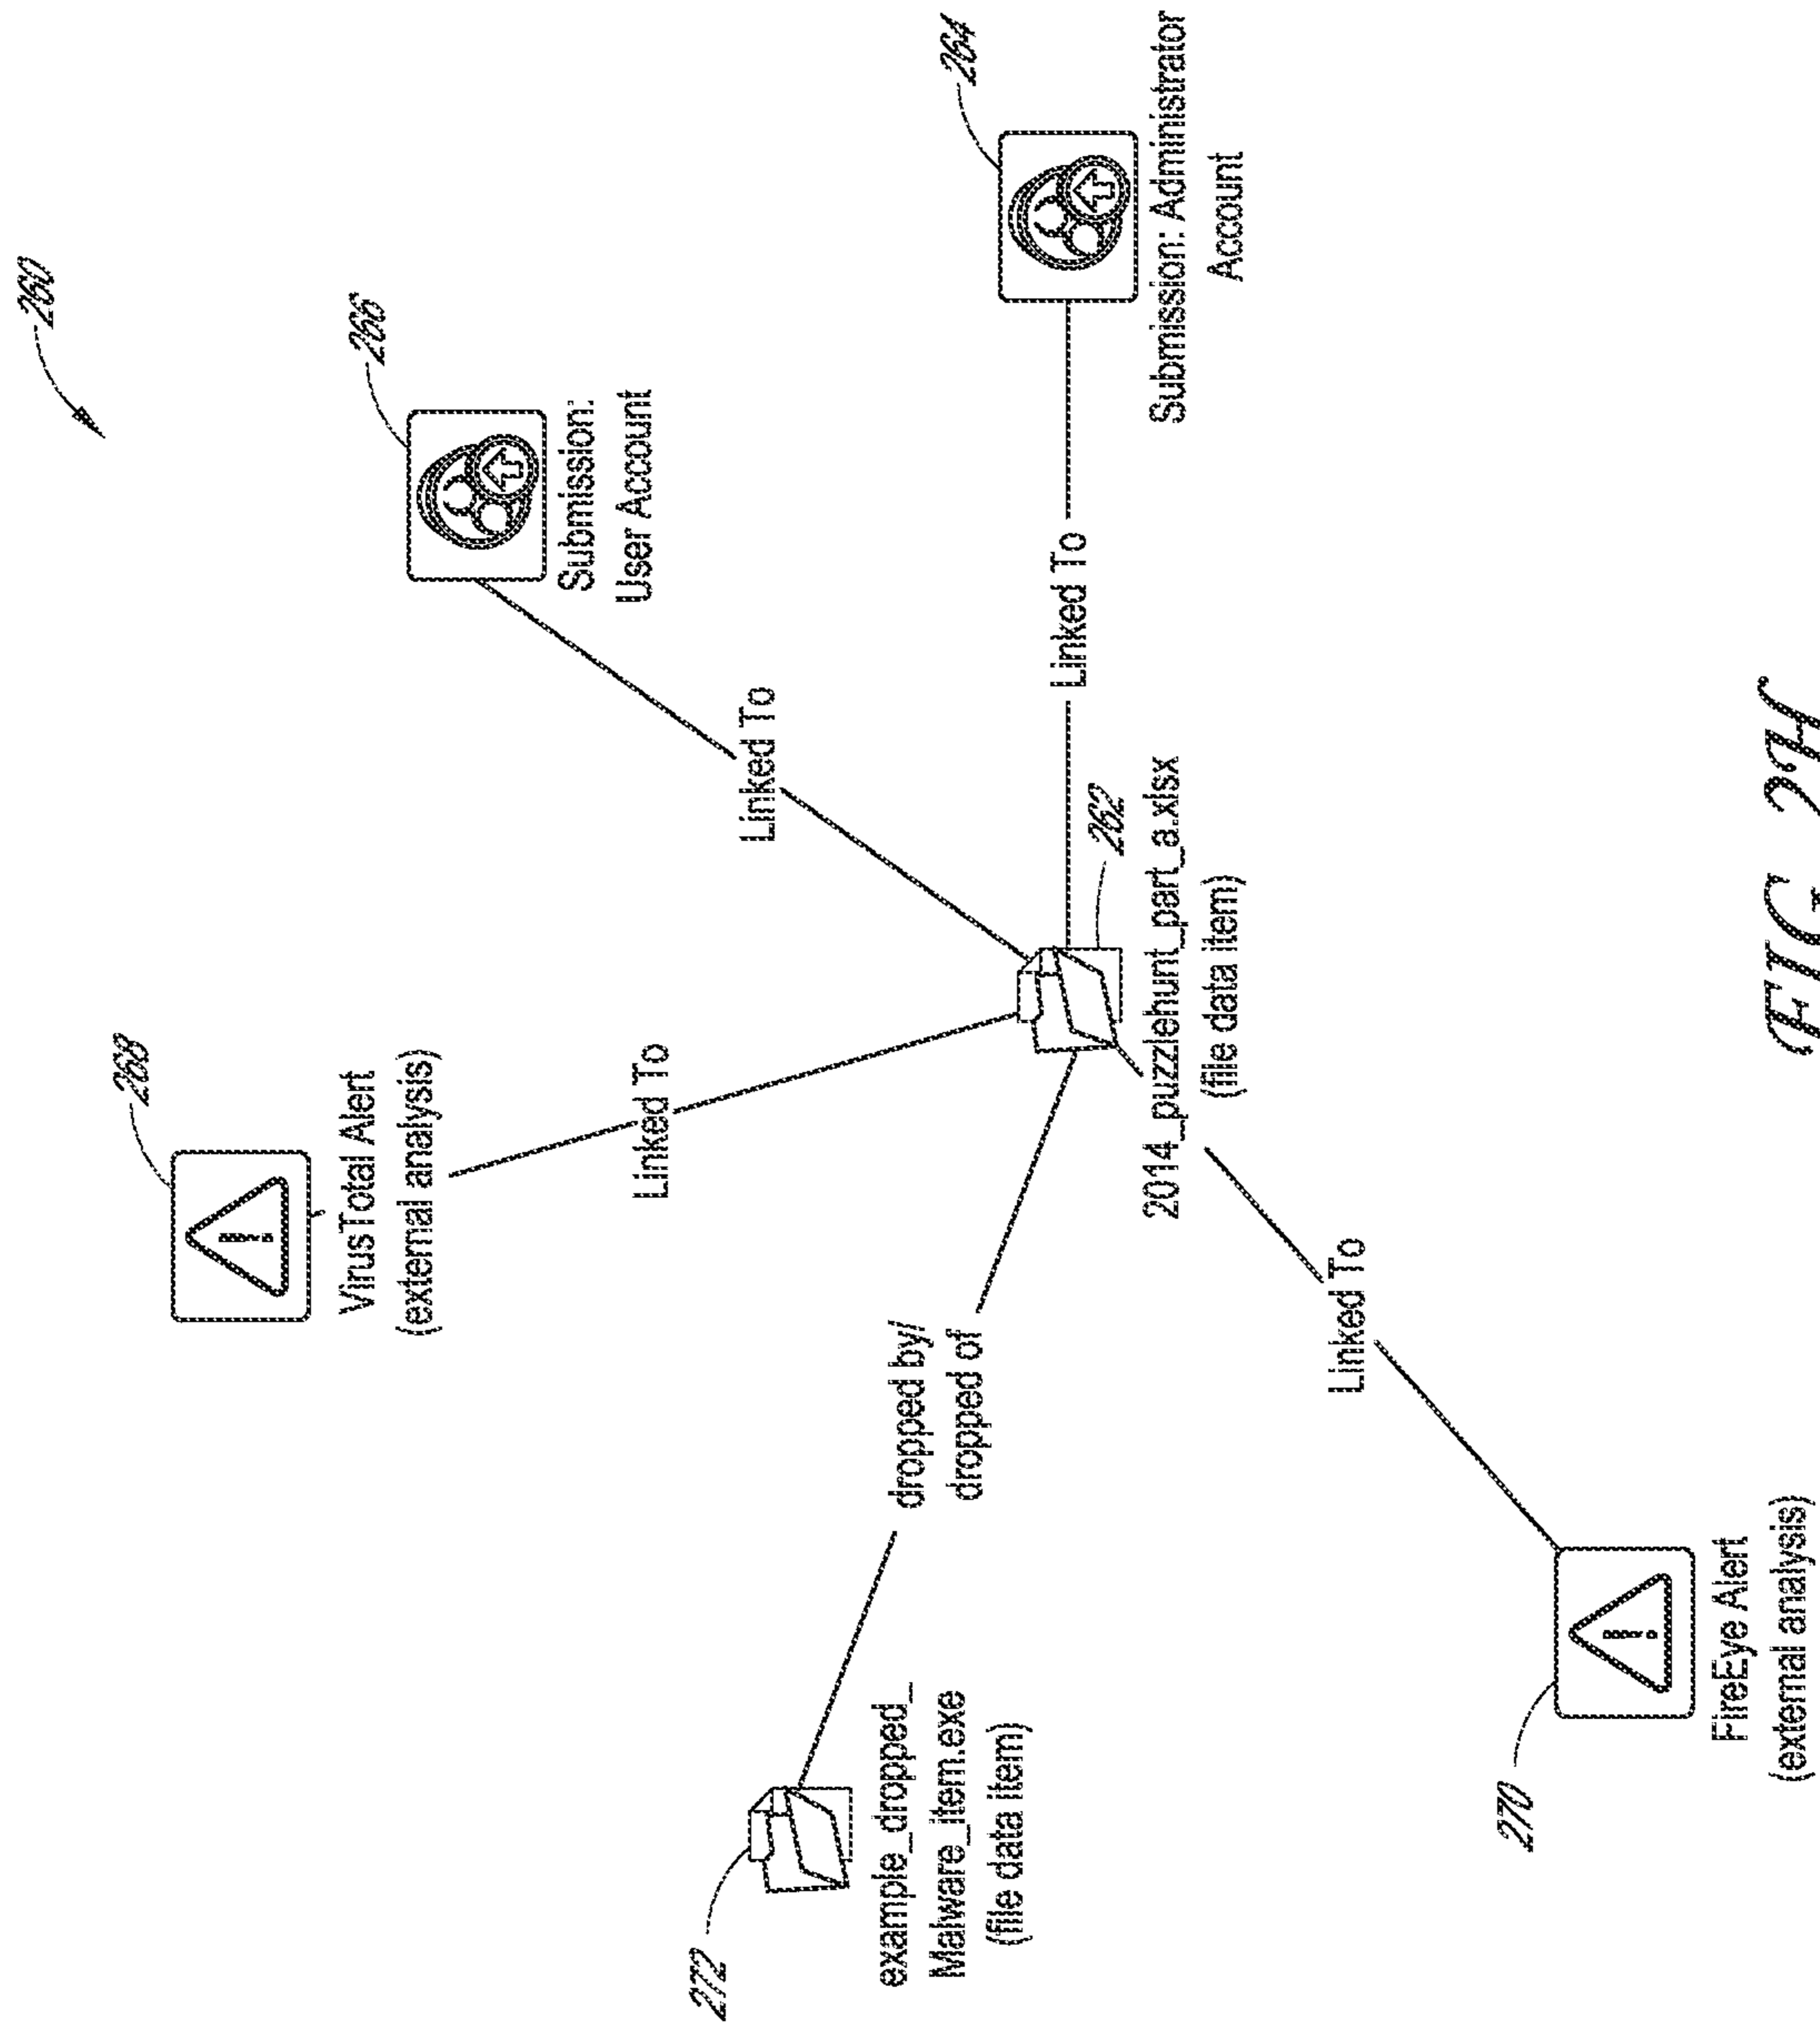 260
268
VirusTotal Alert
(external analysis)
266
Submission:
User Account
Linked To
Linked To
272
example_dropped_
Malware_item.exe
(file data item)
dropped by/
dropped of
264
Submission: Administrator
Account
Linked To
262
2014_puzzlehunt_part_a.xlsx
(file data item)
Linked To
270
FireEye Alert
(external analysis)
FIG. 2H